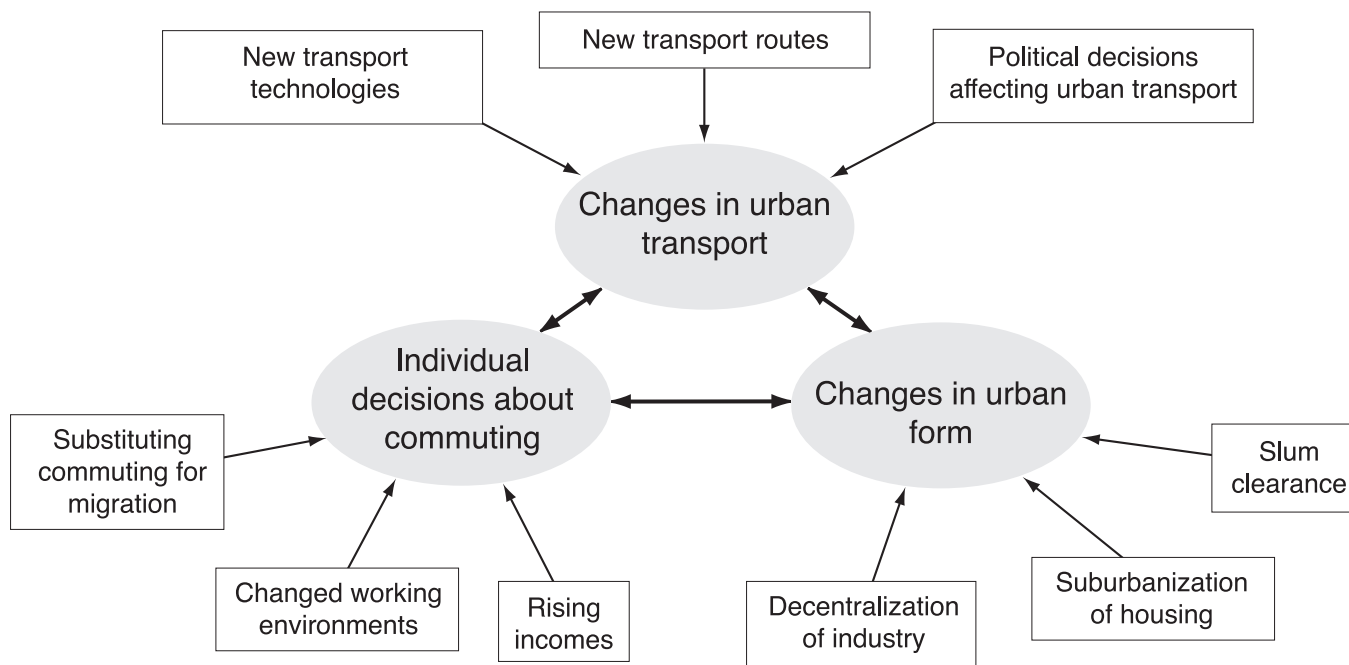 New transport
technologies
New transport routes
Political decisions
affecting urban transport
Changes in urban
transport
Individual
decisions about
commuting
Changes in urban
form
Substituting
commuting for
migration
Changed working
environments
Rising
incomes
Decentralization
of industry
Suburbanization
of housing
Slum
clearance